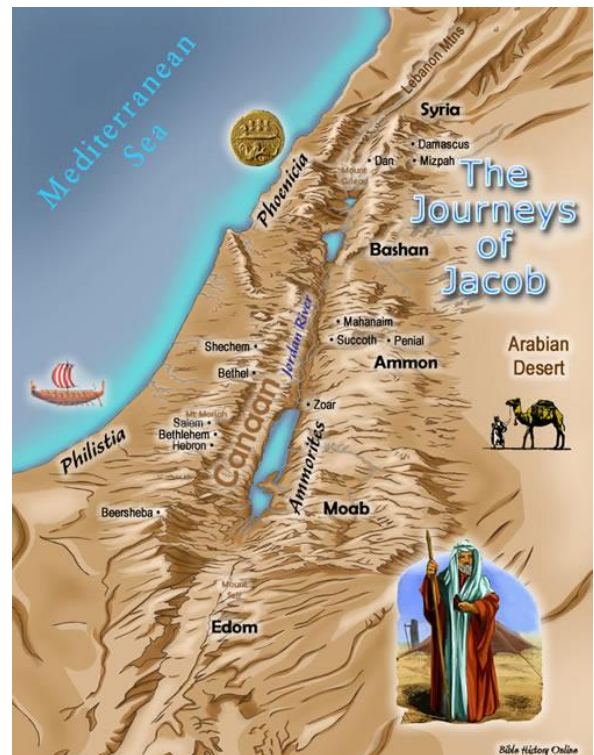 Mediterranean
Sea
Lebanon Mtns
Syria
Damascus
Dan
Mizpah
Mount
Gilead
Phoenicia
The
Journeys
of
Jacob
Bashan
Jordan River
Mahanaim
Succoth
Penial
Shechem
Ammon
Arabian
Desert
Bethel
Zoar
Mt Moriah
Salem
Bethlehem
Hebron
Canaan
Philistia
Ammorites
Beersheba
Moab
Mount
Seir
Edom
Bible History Online